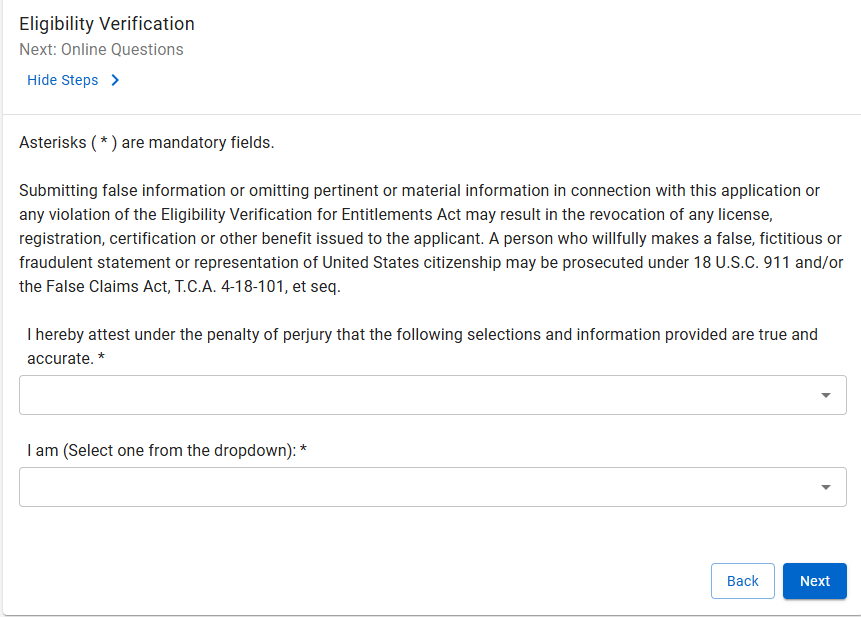 Eligibility Verification
Next: Online Questions
Hide Steps
Asterisks ( * ) are mandatory fields.
Submitting false information or omitting pertinent or material information in connection with this application or
any violation of the Eligibility Verification for Entitlements Act may result in the revocation of any license,
registration, certification or other benefit issued to the applicant. A person who willfully makes a false, fictitious or
fraudulent statement or representation of United States citizenship may be prosecuted under 18 U.S.C. 911 and/or
the False Claims Act, T.C.A. 4-18-101, et seq.
I hereby attest under the penalty of perjury that the following selections and information provided are true and
accurate. *
I am (Select one from the dropdown): *
Back
Next